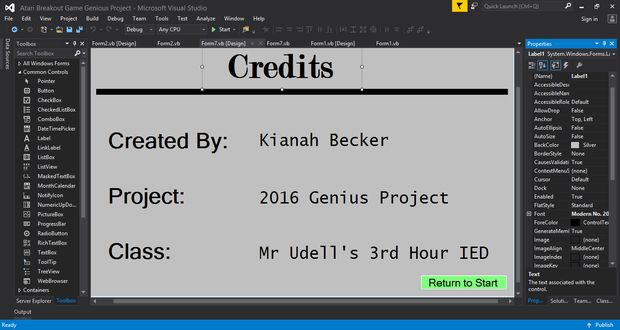 Atari Breakout Game Genious Project - Microsoft Visual Studio
Quick Launch (Ctrl+Q)
FILE EDIT VIEW PROJECT BUILD DEBUG TEAM
Sign in
Debug Any CPU Start
Toolbox
Form2.vb [Design] Form2.vb Form7.vb [Design] Form7.vb Form1.vb [Design] Form1.vb
Properties
Data Sources
Search Toolbox
Label1 System.Windows.Forms.La
All Windows Forms
Common Controls
Pointer
Button
CheckBox
CheckedListBox
ComboBox
DateTimePicker
Label
LinkLabel
ListBox
ListView
MaskedTextBox
MonthCalendar
NotifyIcon
NumericUpDo...
PictureBox
ProgressBar
RadioButton
RichTextBox
TextBox
ToolTip
TreeView
WebBrowser
Containers
Server Explorer Toolbox
Credits
Created By: Kianah Becker
Project: 2016 Genius Project
Class: Mr Udell's 3rd Hour IED
Return to Start
(Name) Label1
AccessibleDesc
AccessibleNam
AccessibleRole Default
AllowDrop False
Anchor Top, Left
AutoEllipsis False
AutoSize False
BackColor Silver
BorderStyle None
CausesValidati True
ContextMenuS (none)
Cursor Default
Dock None
Enabled True
FlatStyle Standard
Font Modern No. 20
ForeColor ControlTex
GenerateMem True
Image (none)
ImageAlign MiddleCenter
ImageIndex (none)
ImageKey (none)
Text
The text associated with the control.
Prop... Soluti... Team... Class...
Output
Ready
Publish